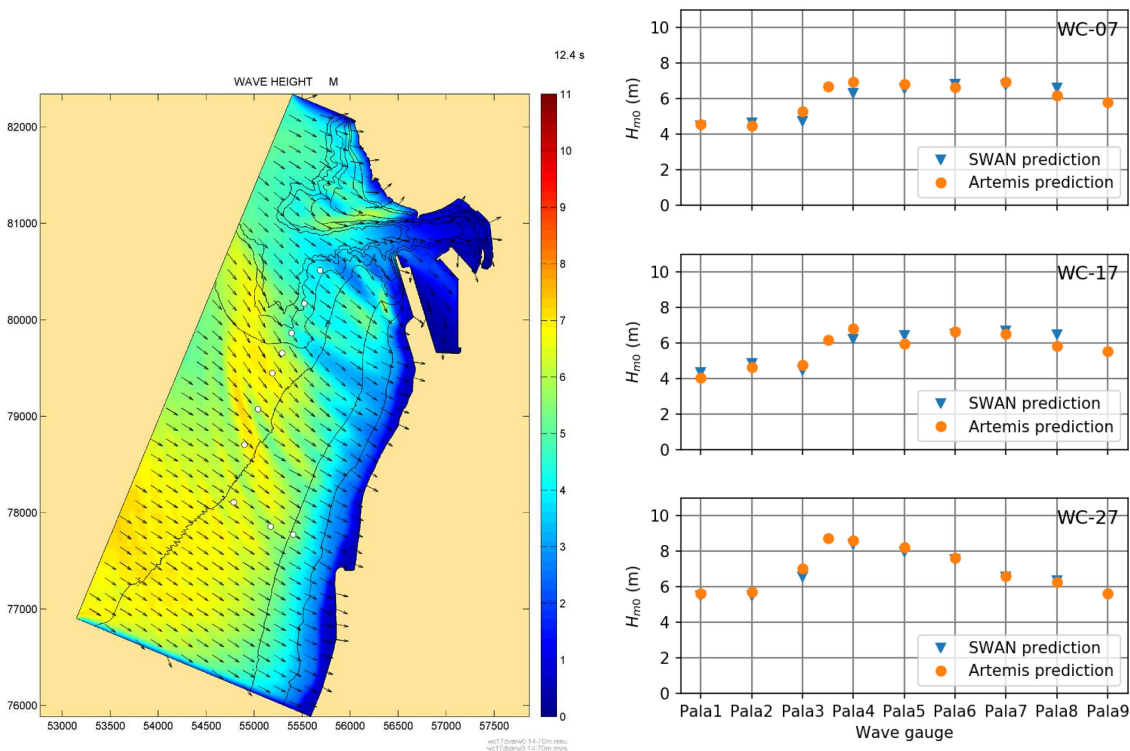 12.4 s
WAVE HEIGHT M
82000
81000
80000
79000
78000
77000
76000
53000 53500 54000 54500 55000 55500 56000 56500 57000 57500
11
10
9
8
7
6
5
4
3
2
1
0
wc17dvarw0.14-70m.mws
WC-07
Hm0 (m)
10
8
6
4
2
0
SWAN prediction
Artemis prediction
WC-17
Hm0 (m)
10
8
6
4
2
0
SWAN prediction
Artemis prediction
WC-27
Hm0 (m)
10
8
6
4
2
0
SWAN prediction
Artemis prediction
Pala1 Pala2 Pala3 Pala4 Pala5 Pala6 Pala7 Pala8 Pala9
Wave gauge